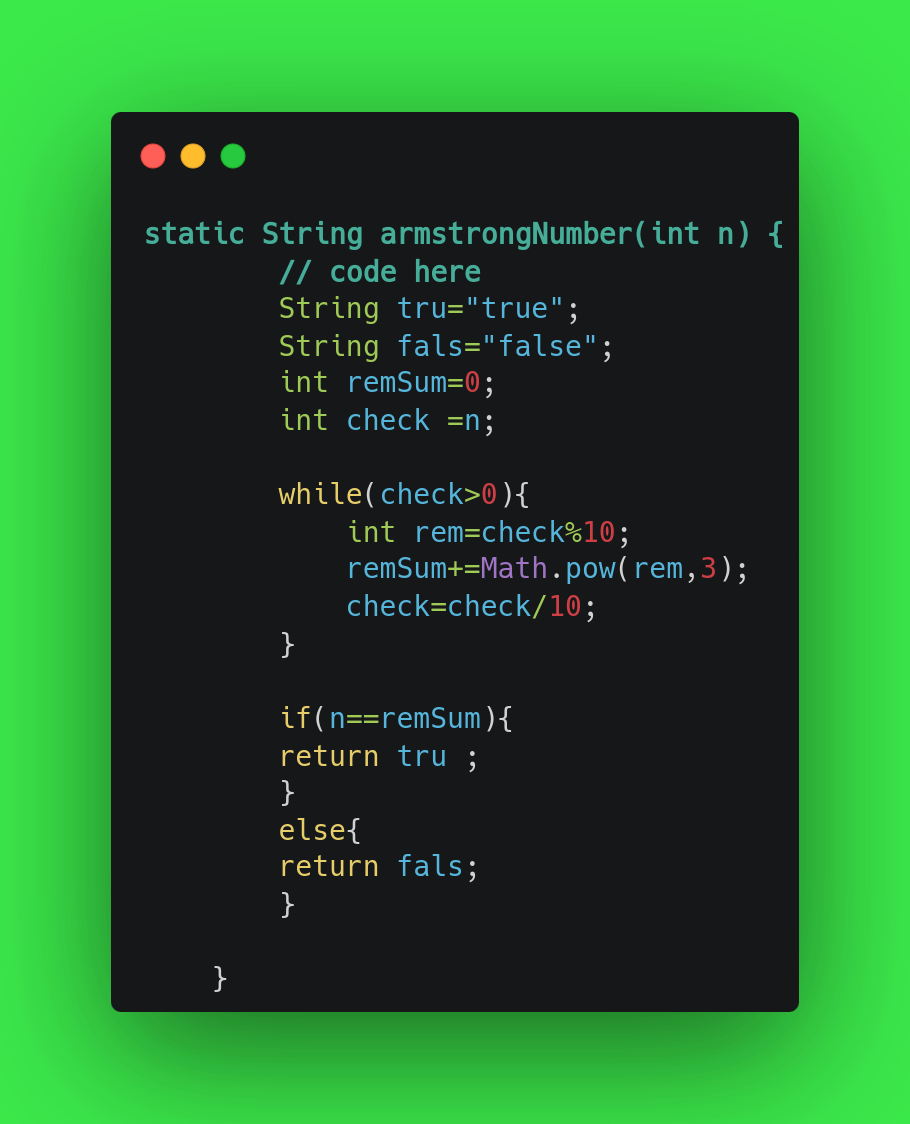 static String armstrongNumber(int n) {
        // code here
        String tru="true";
        String fals="false";
        int remSum=0;
        int check =n;

        while(check>0){
            int rem=check%10;
            remSum+=Math.pow(rem,3);
            check=check/10;
        }

        if(n==remSum){
        return tru ;
        }
        else{
        return fals;
        }

    }